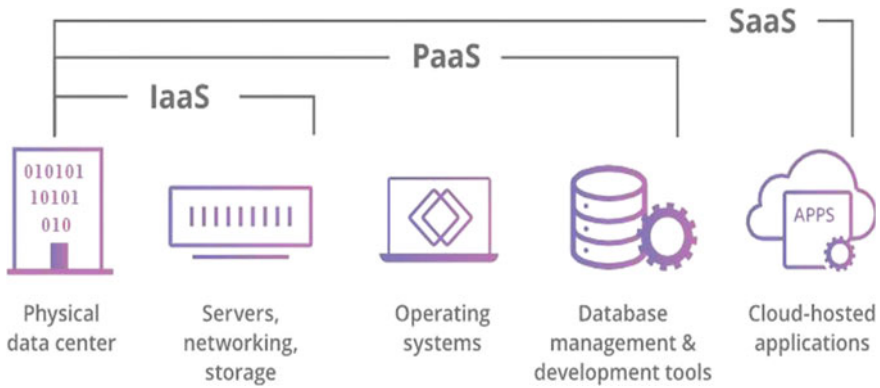 SaaS
PaaS
IaaS
010101
10101
010
APPS
Physical
data center
Servers,
networking,
storage
Operating
systems
Database
management &
development tools
Cloud-hosted
applications